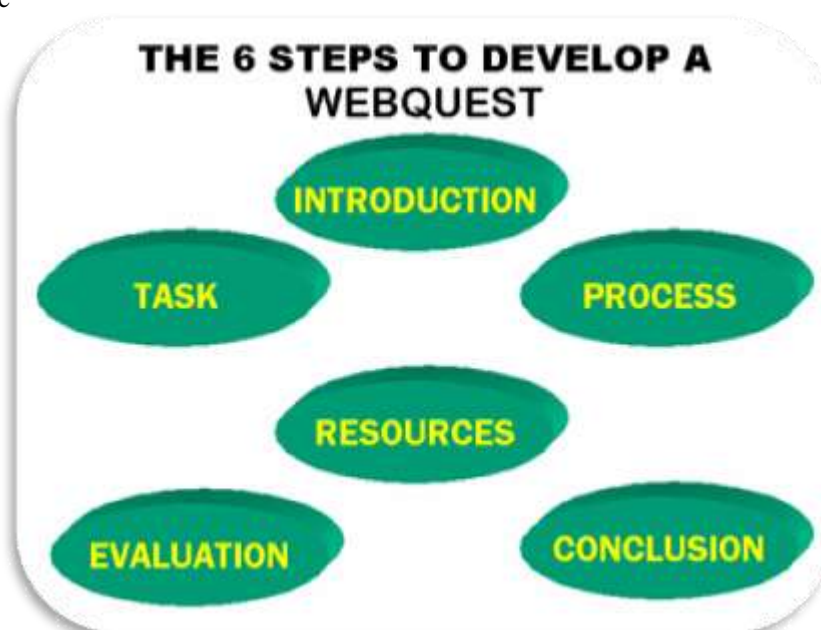 THE 6 STEPS TO DEVELOP A
WEBQUEST
INTRODUCTION
TASK
PROCESS
RESOURCES
EVALUATION
CONCLUSION